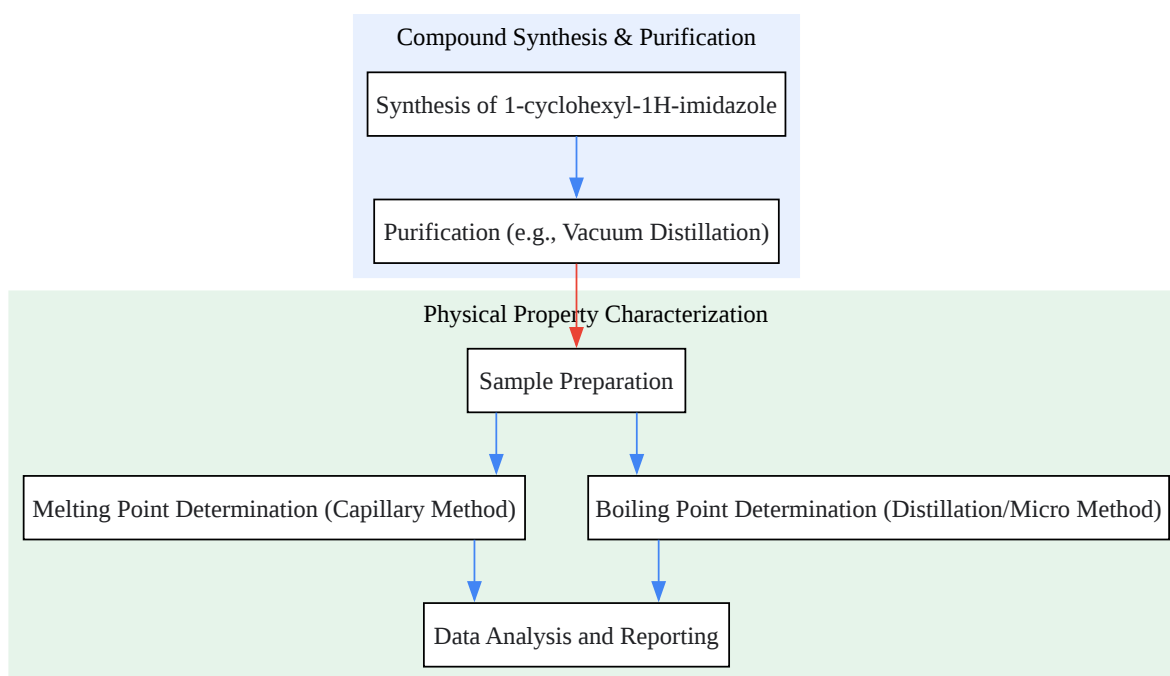 Compound Synthesis & Purification
Synthesis of 1-cyclohexyl-1H-imidazole
Purification (e.g., Vacuum Distillation)
Physical Property Characterization
Sample Preparation
Melting Point Determination (Capillary Method)
Boiling Point Determination (Distillation/Micro Method)
Data Analysis and Reporting